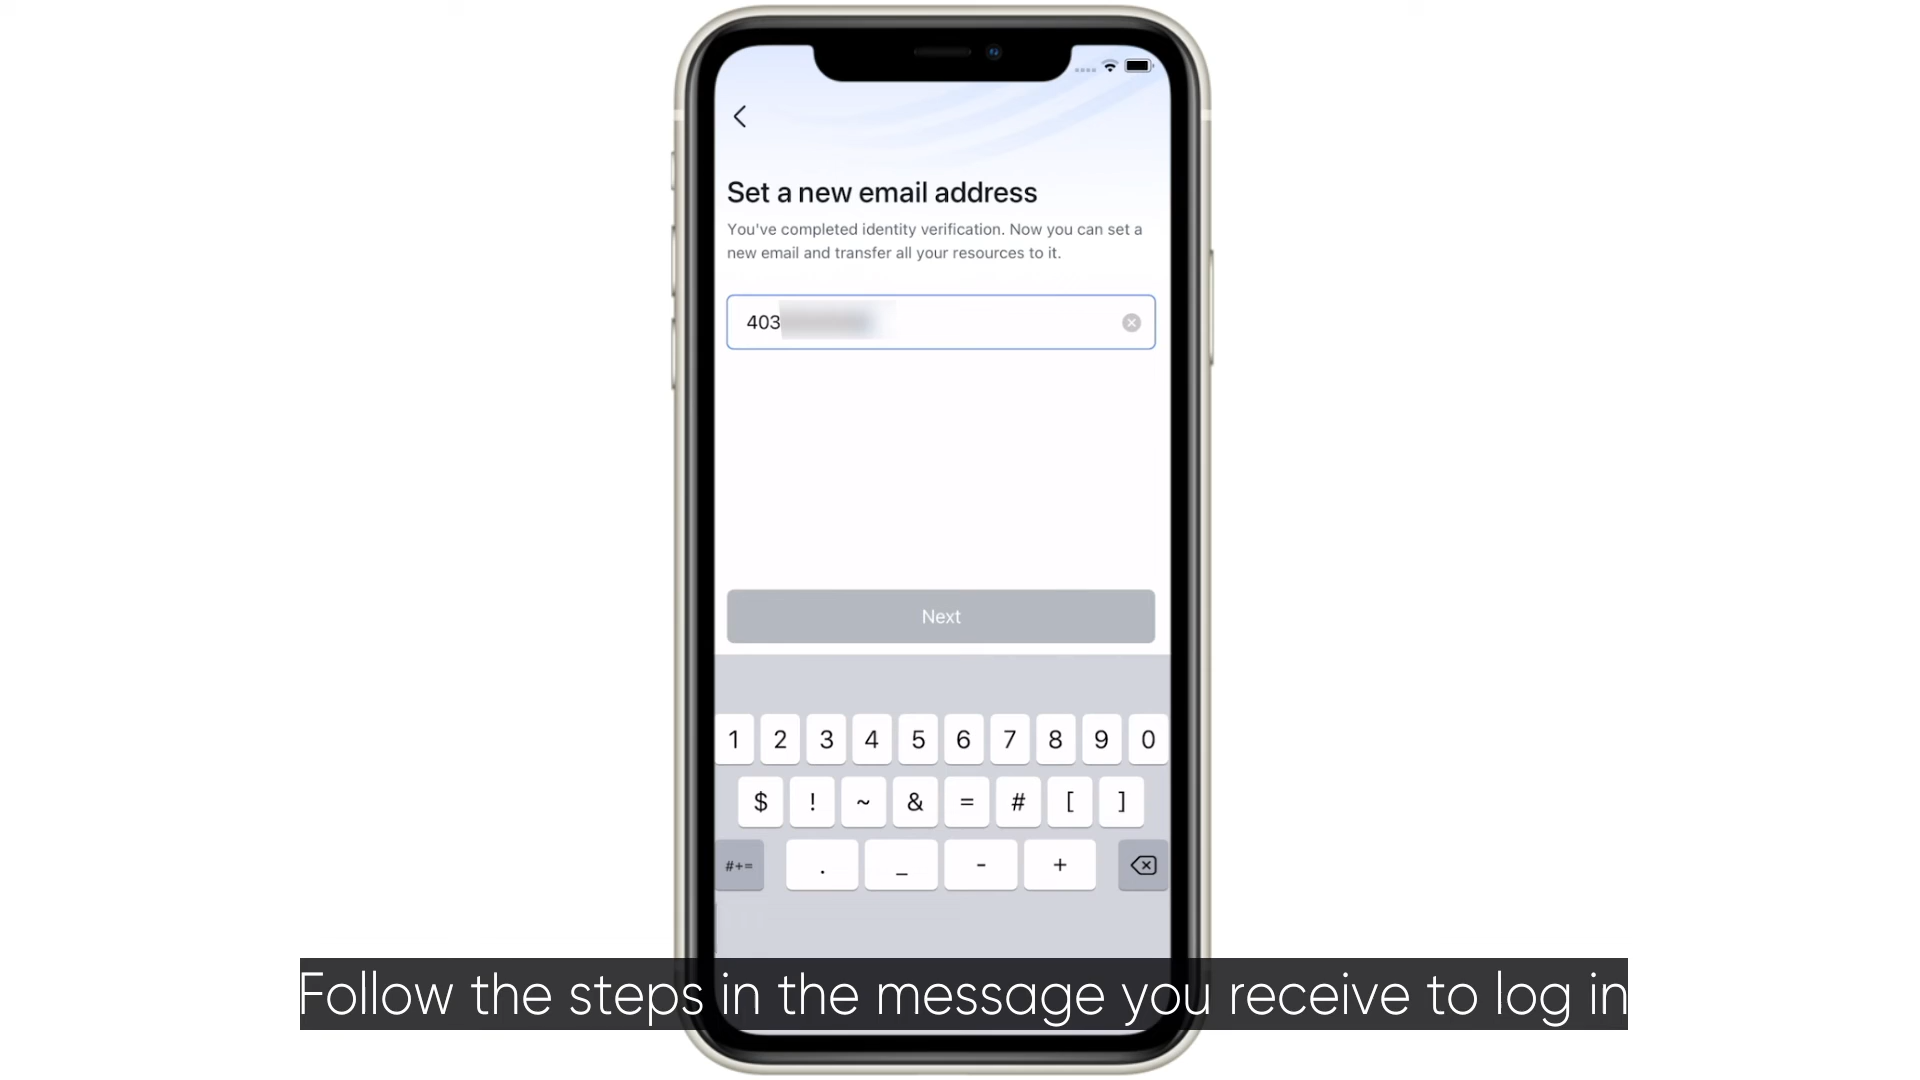 Set a new email address
You've completed identity verification. Now you can set a
new email and transfer all your resources to it.
403
Next
1 2 3 4 5 6 7 8 9 0
$ ! ~ & = # [ ]
#+= . _ - +
Follow the steps in the message you receive to log in